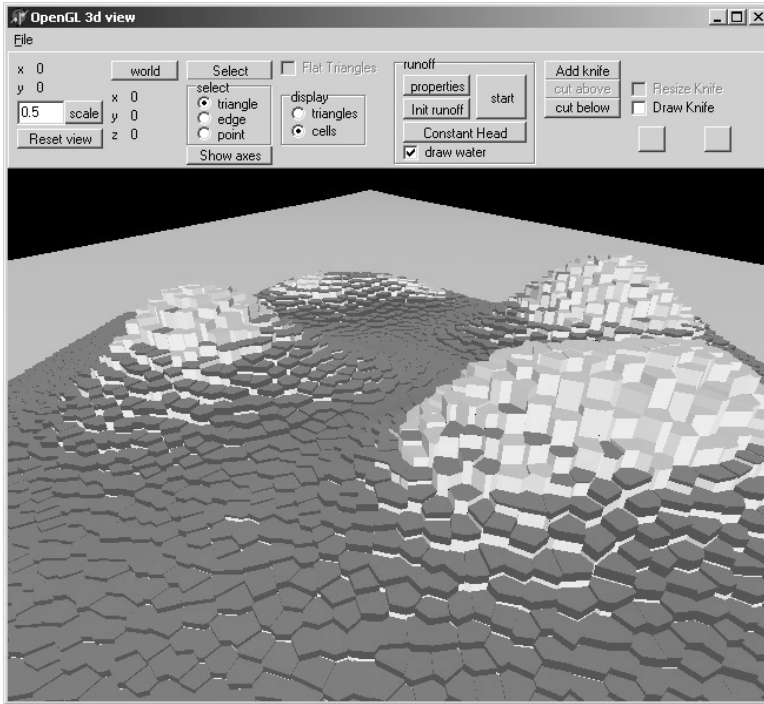 OpenGL 3d view
File
x 0
y 0
0.5 scale
Reset view
world
x 0
y 0
z 0
Select
select
triangle
edge
point
Show axes
Flat Triangles
display
triangles
cells
runoff
properties
Init runoff
start
Constant Head
draw water
Add knife
cut above
cut below
Resize Knife
Draw Knife